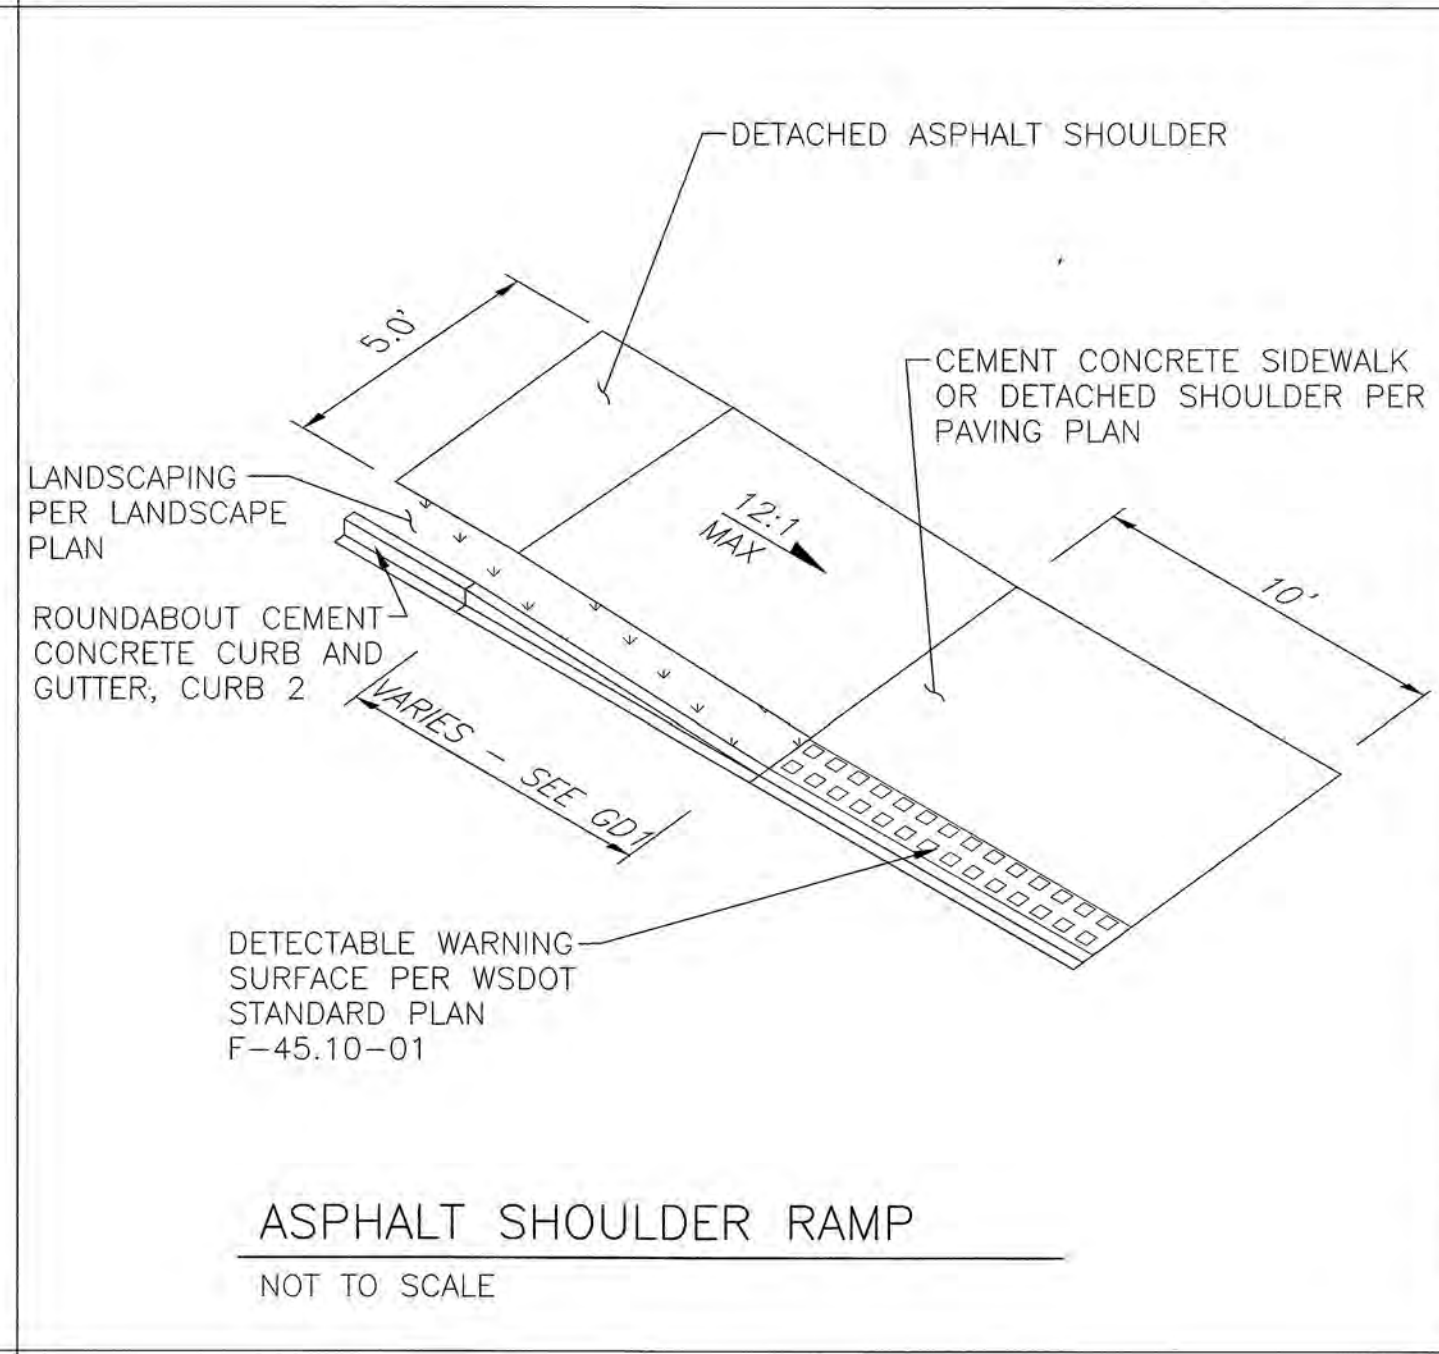 DETACHED ASPHALT SHOULDER
5.0'
CEMENT CONCRETE SIDEWALK
OR DETACHED SHOULDER PER
PAVING PLAN
LANDSCAPING
PER LANDSCAPE
PLAN
12:1
MAX
10'
ROUNDABOUT CEMENT
CONCRETE CURB AND
GUTTER, CURB 2
VARIES - SEE GD1
DETECTABLE WARNING
SURFACE PER WSDOT
STANDARD PLAN
F-45.10-01
ASPHALT SHOULDER RAMP
NOT TO SCALE